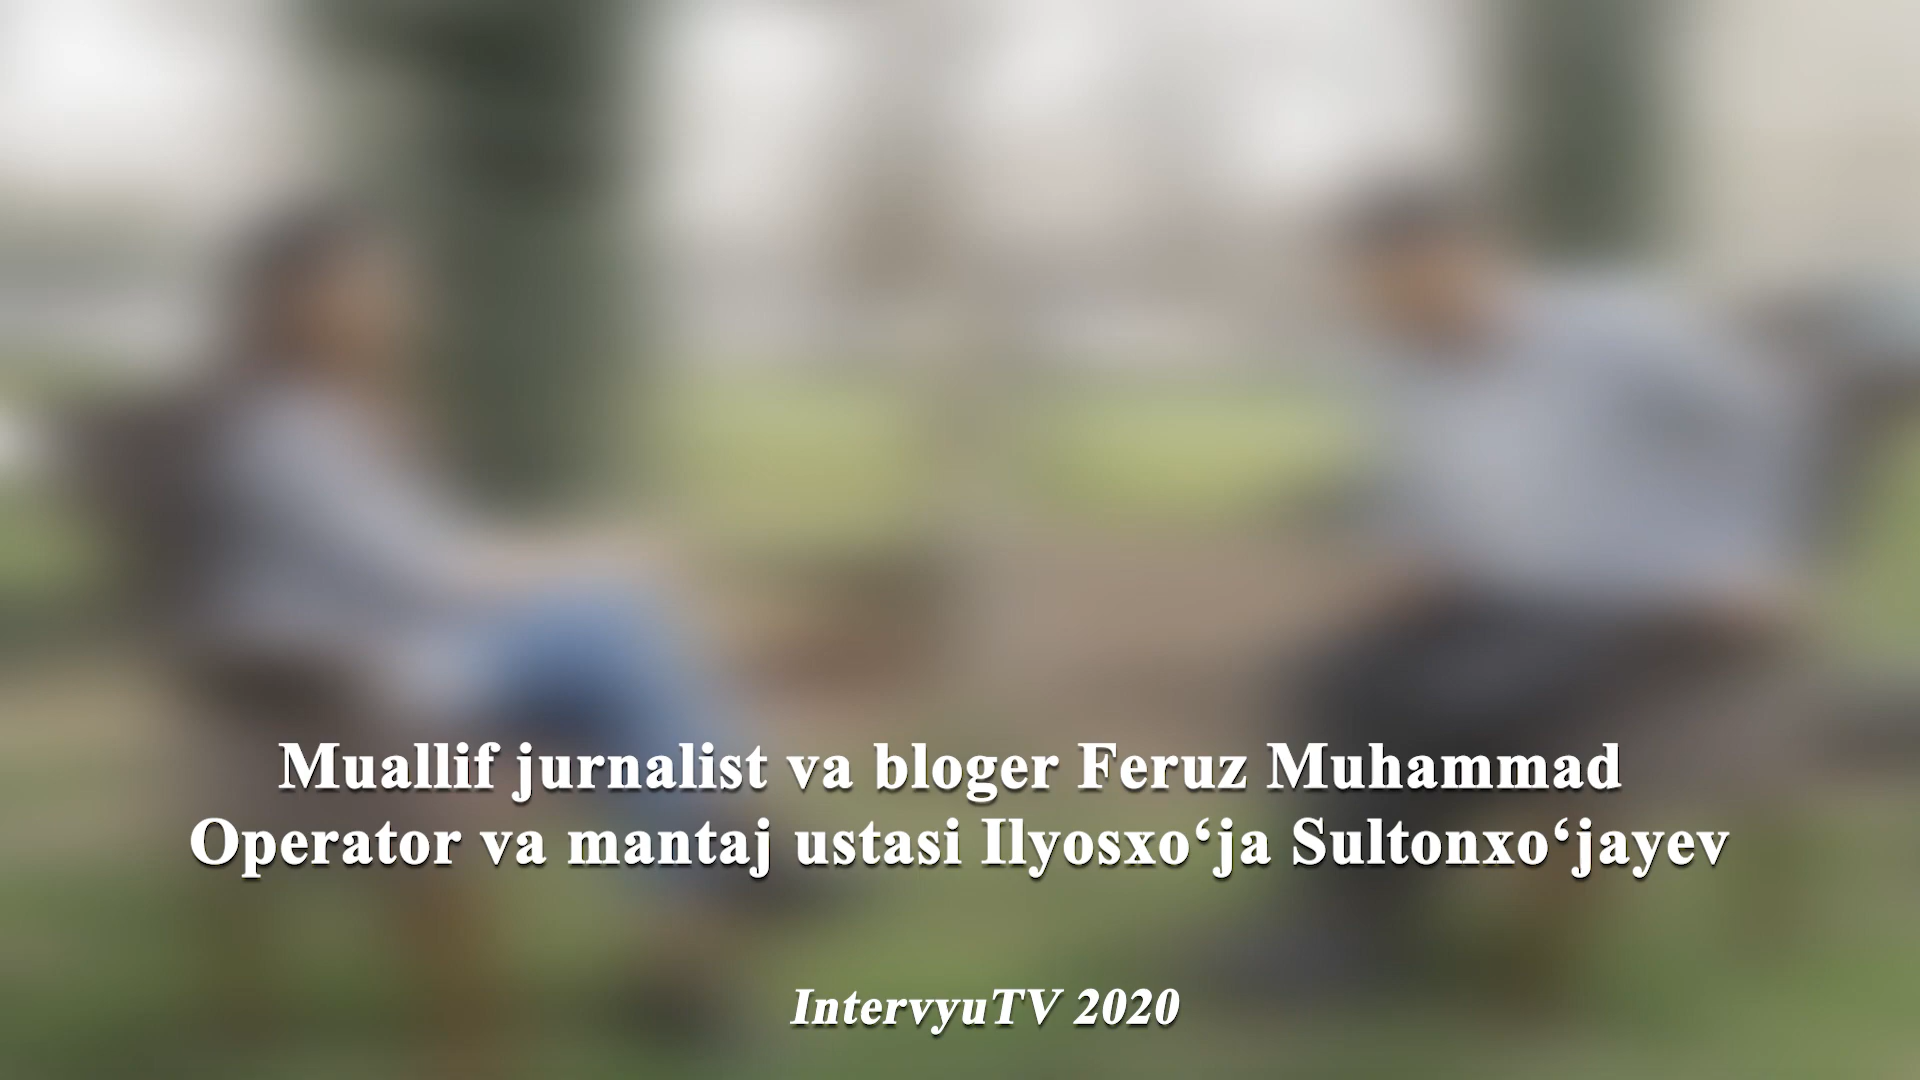 Muallif jurnalist va bloger Feruz Muhammad
Operator va mantaj ustasi Ilyosxo‘ja Sultonxo‘jayev
IntervyuTV 2020